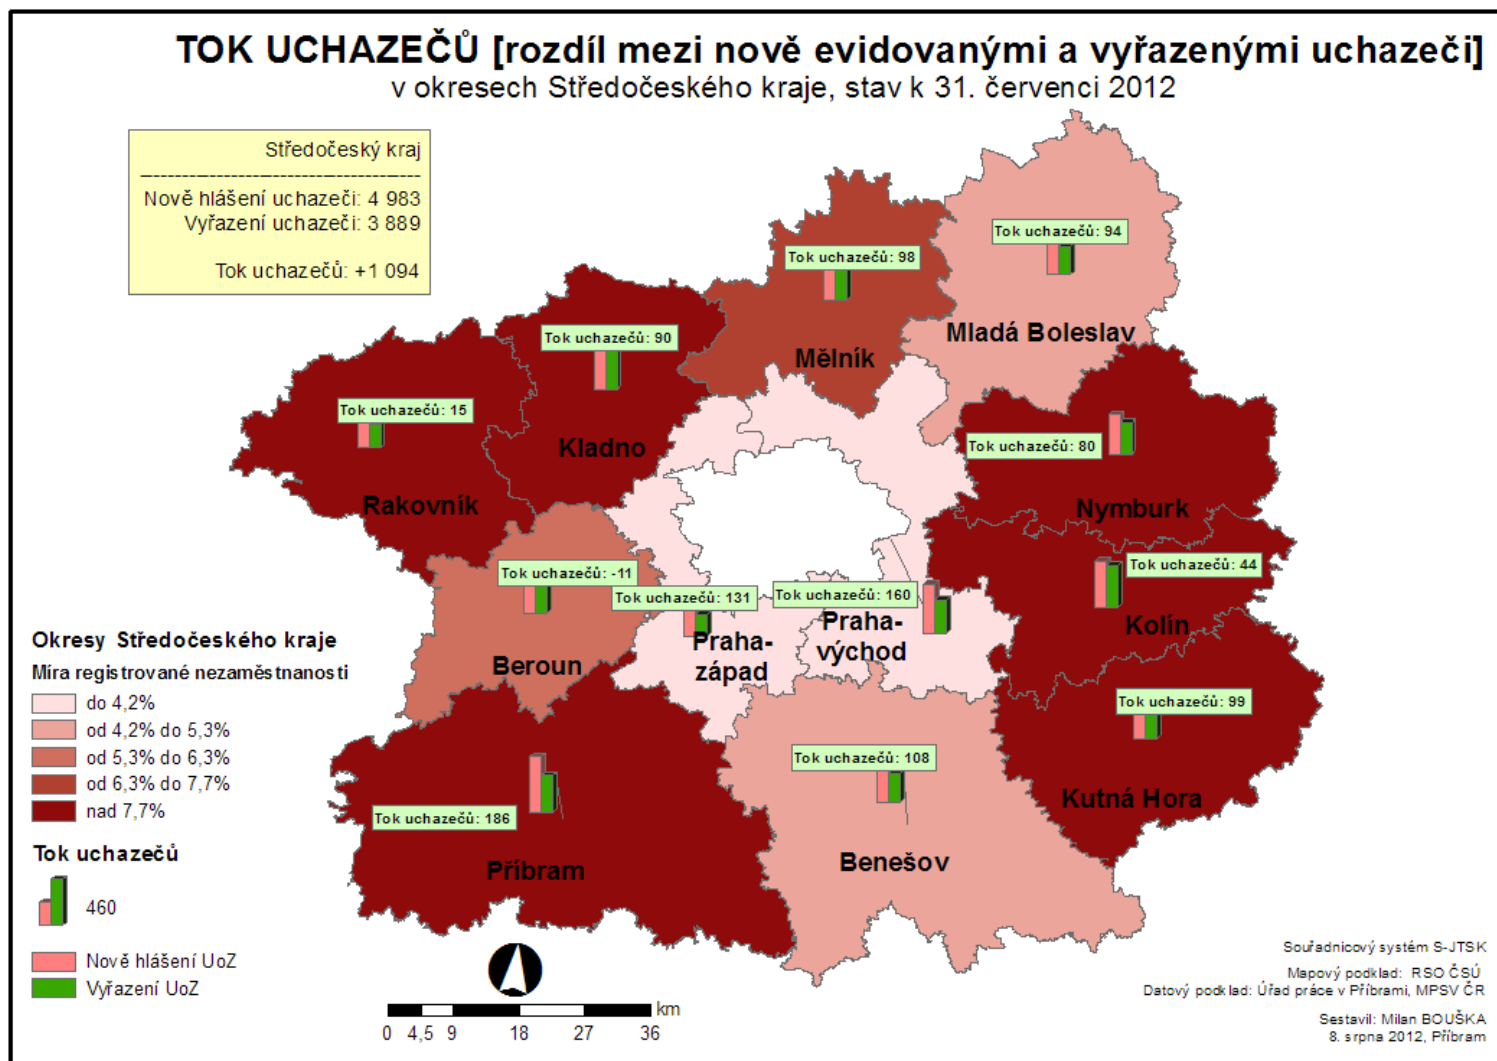 TOK UCHAZEČŮ [rozdíl mezi nově evidovanými a vyřazenými uchazeči]
v okresech Středočeského kraje, stav k 31. červenci 2012
Středočeský kraj
Nově hlášení uchazeči: 4 983
Vyřazení uchazeči: 3 889
Tok uchazečů: +1 094
Tok uchazečů: 94
Mladá Boleslav
Tok uchazečů: 98
Mělník
Tok uchazečů: 90
Kladno
Tok uchazečů: 15
Rakovník
Tok uchazečů: 80
Nymburk
Tok uchazečů: 44
Kolín
Tok uchazečů: -11
Beroun
Tok uchazečů: 131
Praha-
západ
Tok uchazečů: 160
Praha-
východ
Tok uchazečů: 99
Kutná Hora
Tok uchazečů: 108
Benešov
Tok uchazečů: 186
Příbram
Okresy Středočeského kraje
Míra registrované nezaměstnanosti
do 4,2%
od 4,2% do 5,3%
od 5,3% do 6,3%
od 6,3% do 7,7%
nad 7,7%
Tok uchazečů
460
Nově hlášení UoZ
Vyřazení UoZ
km
0 4,5 9 18 27 36
Souřadnicový systém S-JTSK
Mapový podklad: RSO ČSÚ
Datový podklad: Úřad práce v Příbrami, MPSV ČR
Sestavil: Milan BOUŠKA
8. srpna 2012, Příbram